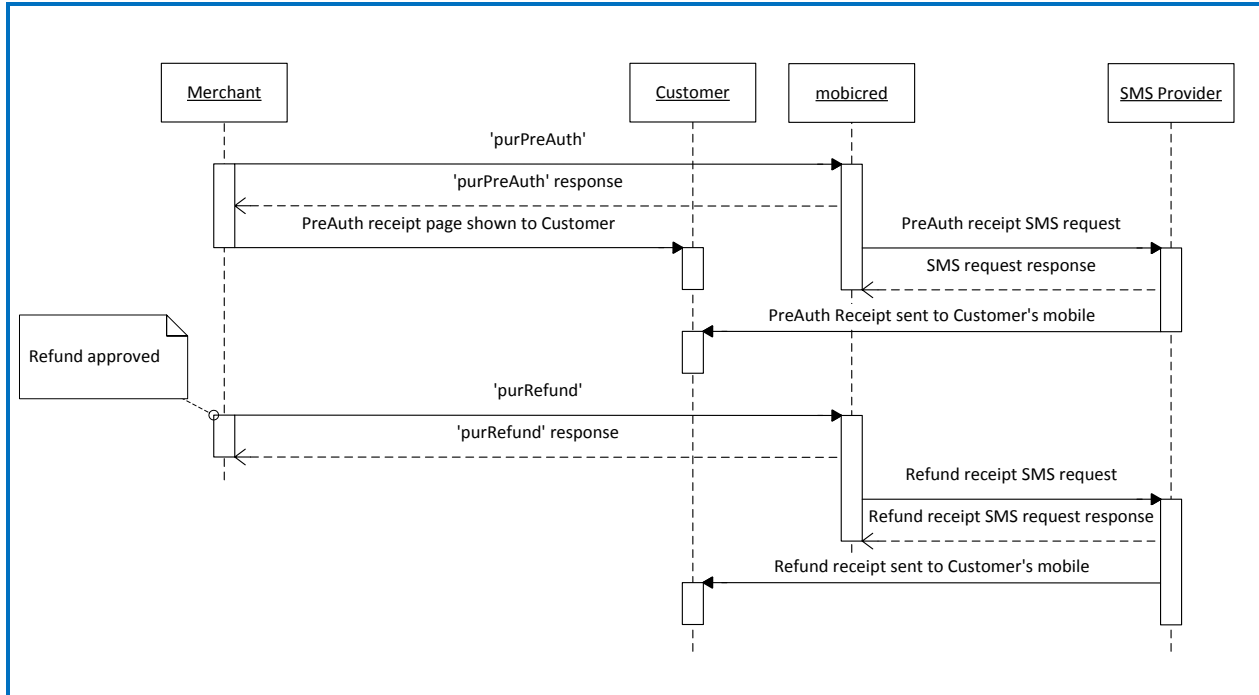 Merchant
Customer
mobicred
SMS Provider
'purPreAuth'
'purPreAuth' response
PreAuth receipt page shown to Customer
PreAuth receipt SMS request
SMS request response
PreAuth Receipt sent to Customer's mobile
Refund approved
'purRefund'
'purRefund' response
Refund receipt SMS request
Refund receipt SMS request response
Refund receipt sent to Customer's mobile